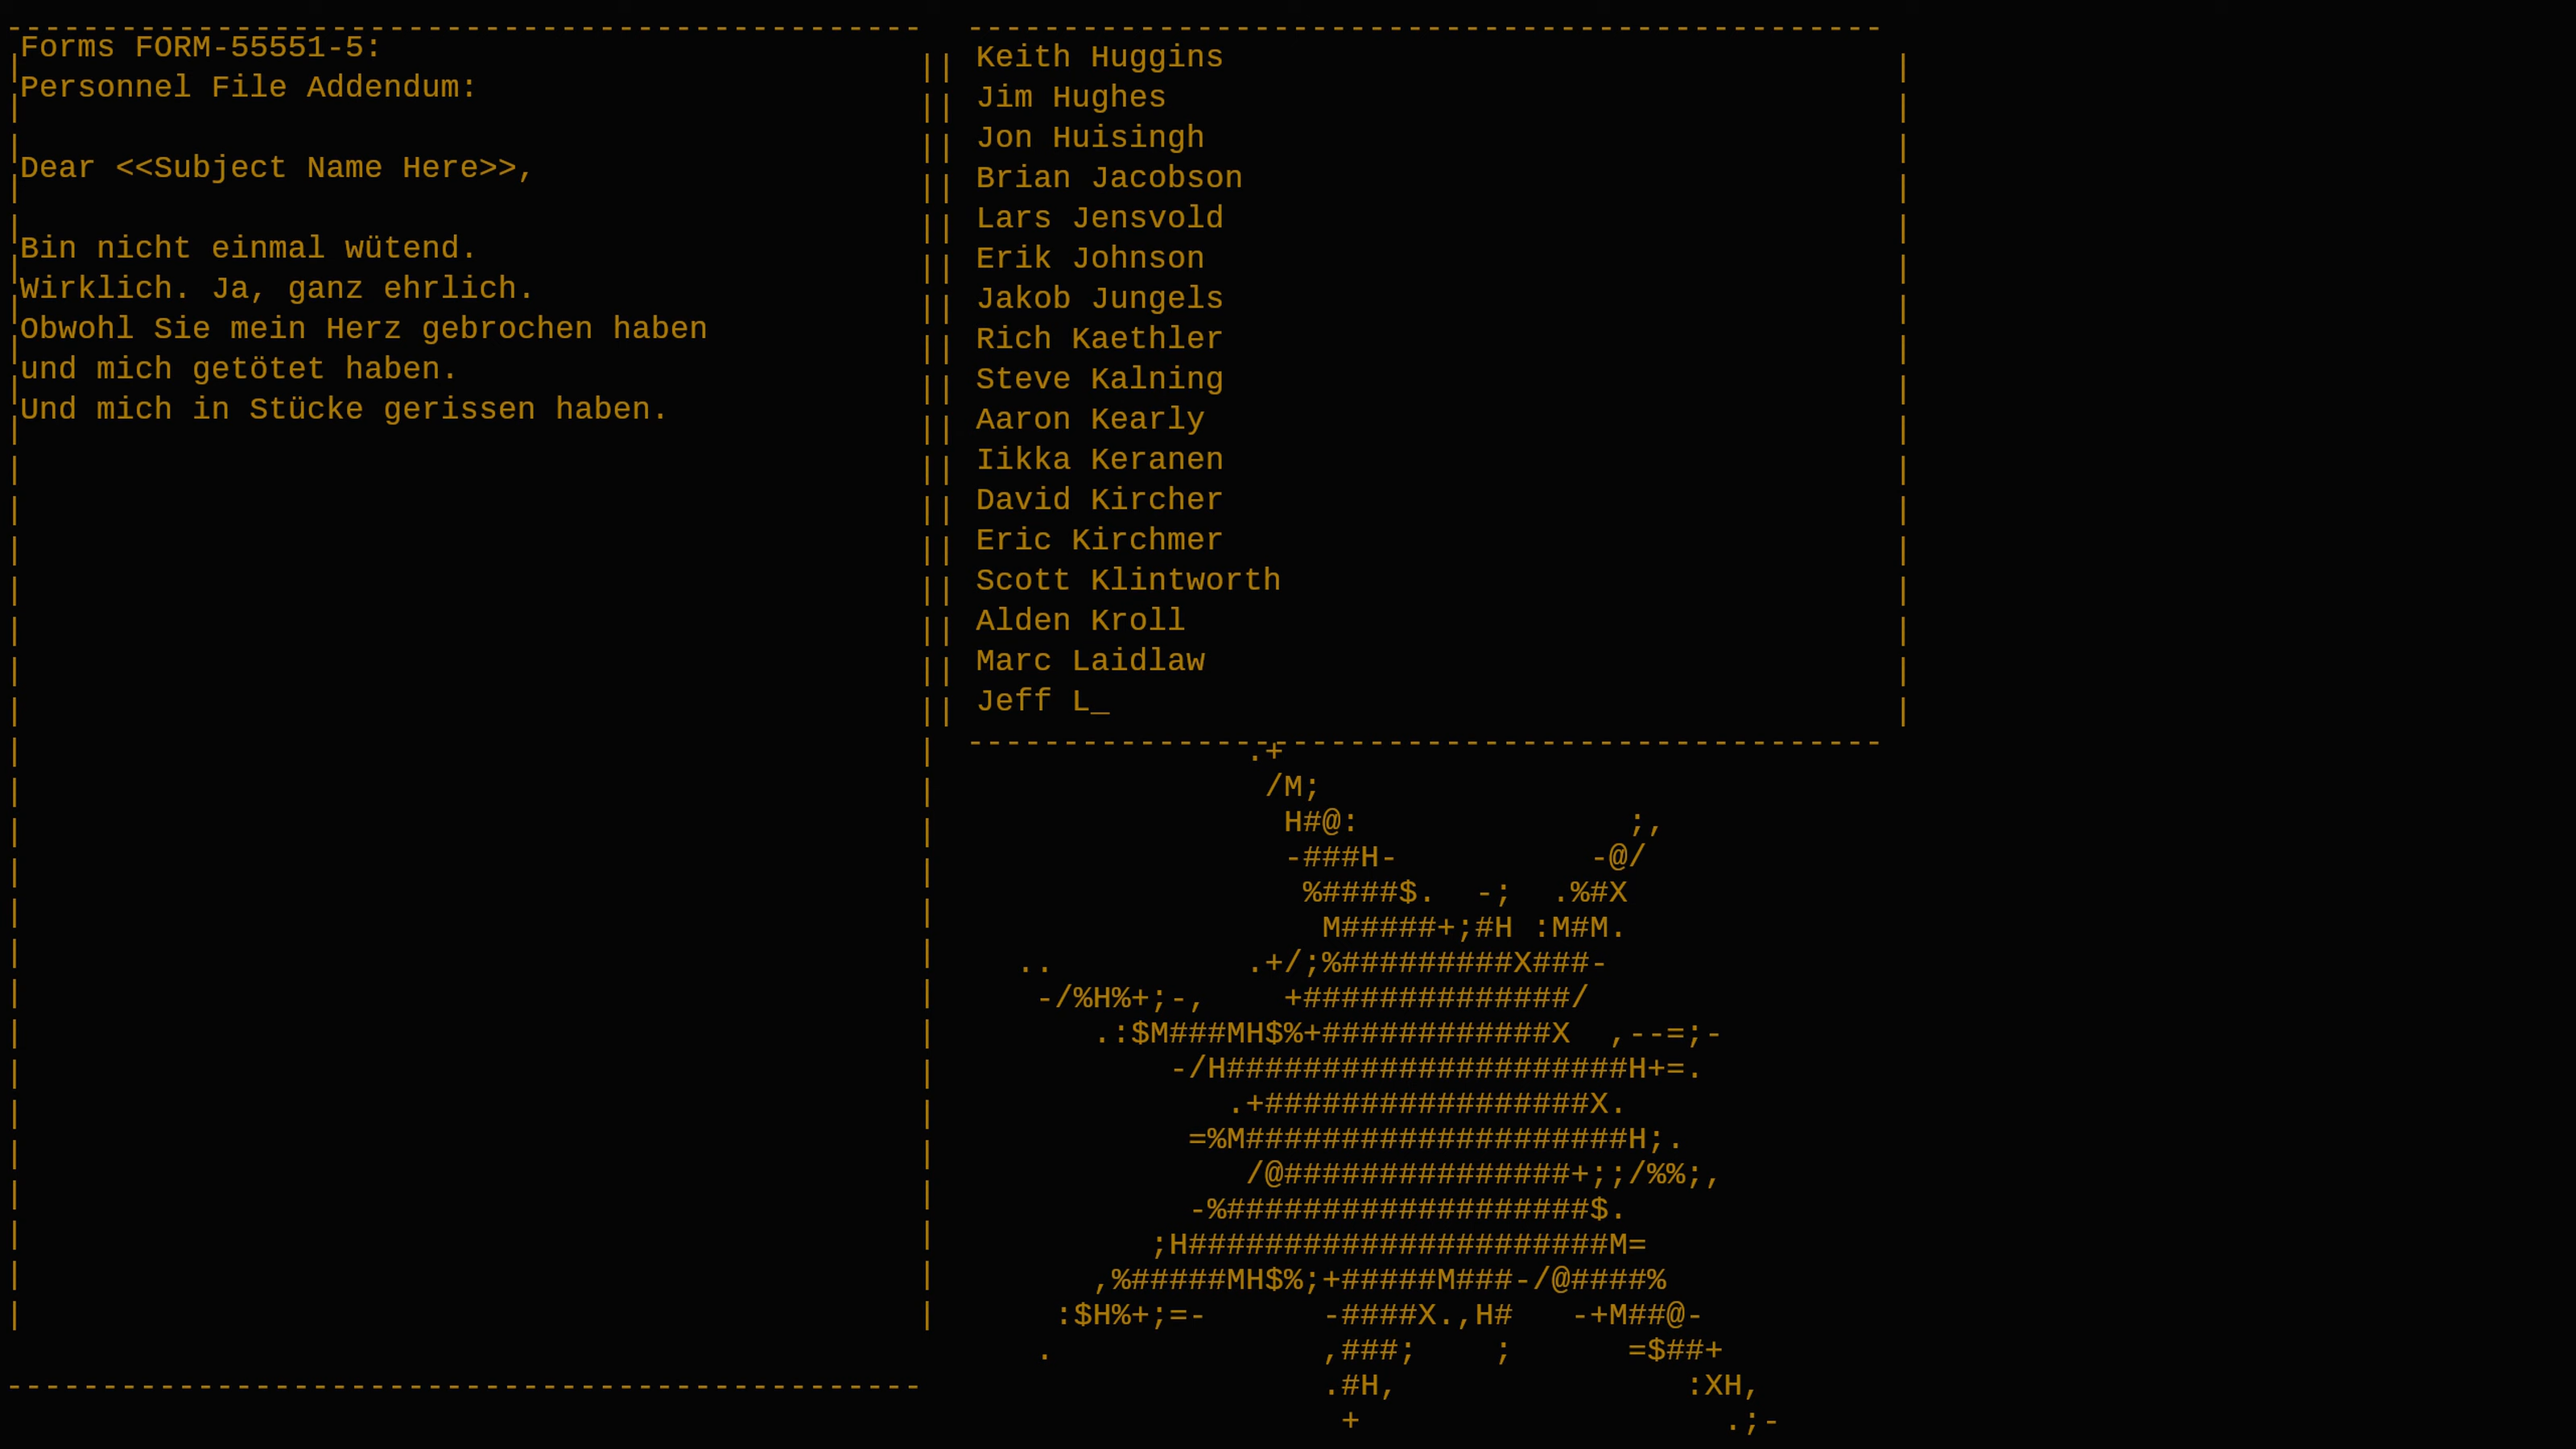 Forms FORM-55551-5:
Personnel File Addendum:
Dear <<Subject Name Here>>,
Bin nicht einmal wütend.
Wirklich. Ja, ganz ehrlich.
Obwohl Sie mein Herz gebrochen haben
und mich getötet haben.
Und mich in Stücke gerissen haben.
Keith Huggins
Jim Hughes
Jon Huisingh
Brian Jacobson
Lars Jensvold
Erik Johnson
Jakob Jungels
Rich Kaethler
Steve Kalning
Aaron Kearly
Iikka Keranen
David Kircher
Eric Kirchmer
Scott Klintworth
Alden Kroll
Marc Laidlaw
Jeff L_